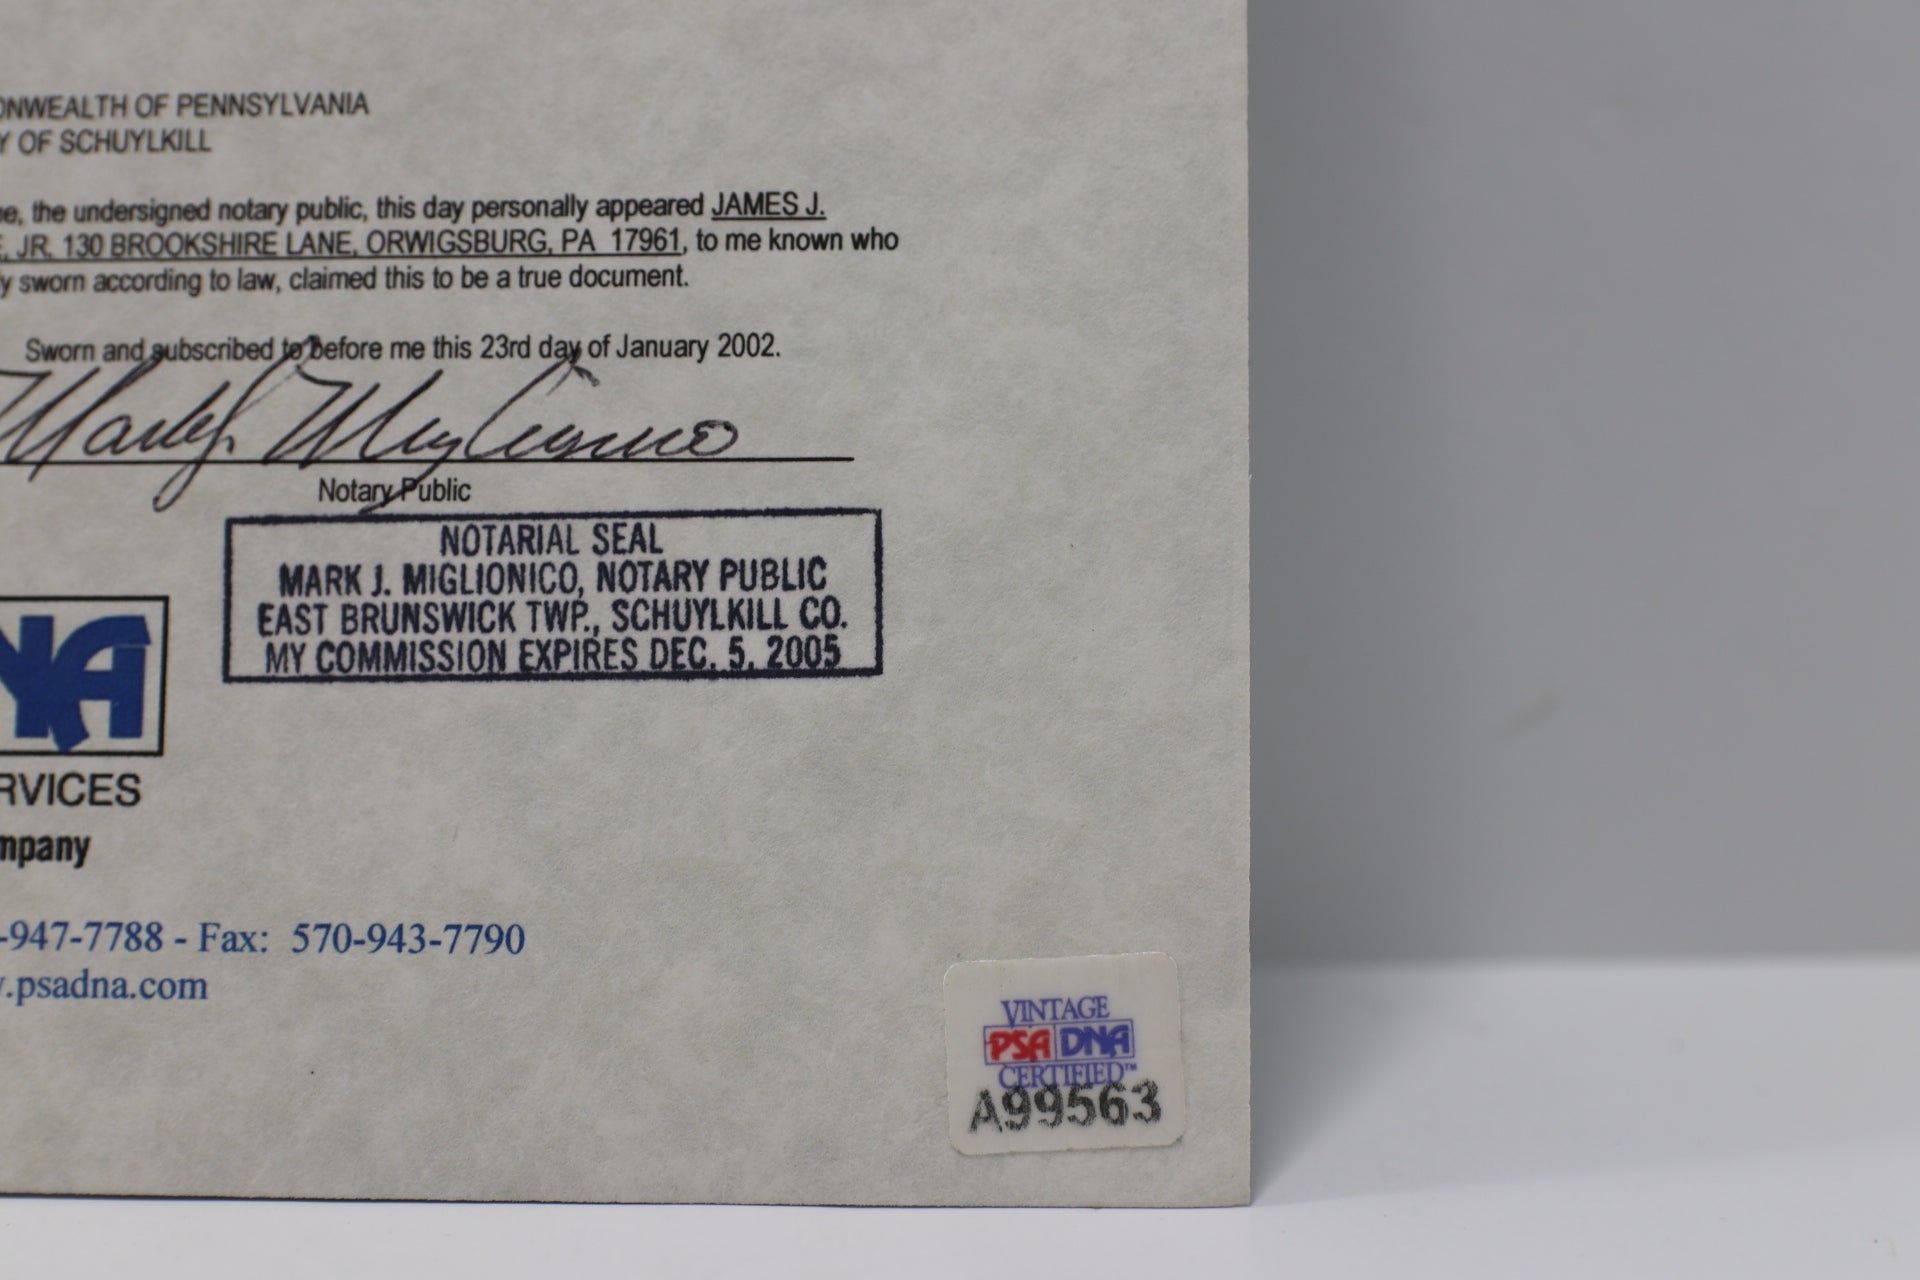 ONWEALTH OF PENNSYLVANIA
Y OF SCHUYLKILL
e, the undersigned notary public, this day personally appeared JAMES J.
, JR. 130 BROOKSHIRE LANE, ORWIGSBURG, PA 17961, to me known who
y sworn according to law, claimed this to be a true document.
Sworn and subscribed to before me this 23rd day of January 2002.
Mark J. Miglionico
Notary Public
NOTARIAL SEAL
MARK J. MIGLIONICO, NOTARY PUBLIC
EAST BRUNSWICK TWP., SCHUYLKILL CO.
MY COMMISSION EXPIRES DEC. 5, 2005
NA
RVICES
mpany
-947-7788 - Fax: 570-943-7790
.psadna.com
VINTAGE
PSA DNA
CERTIFIED™
A99563